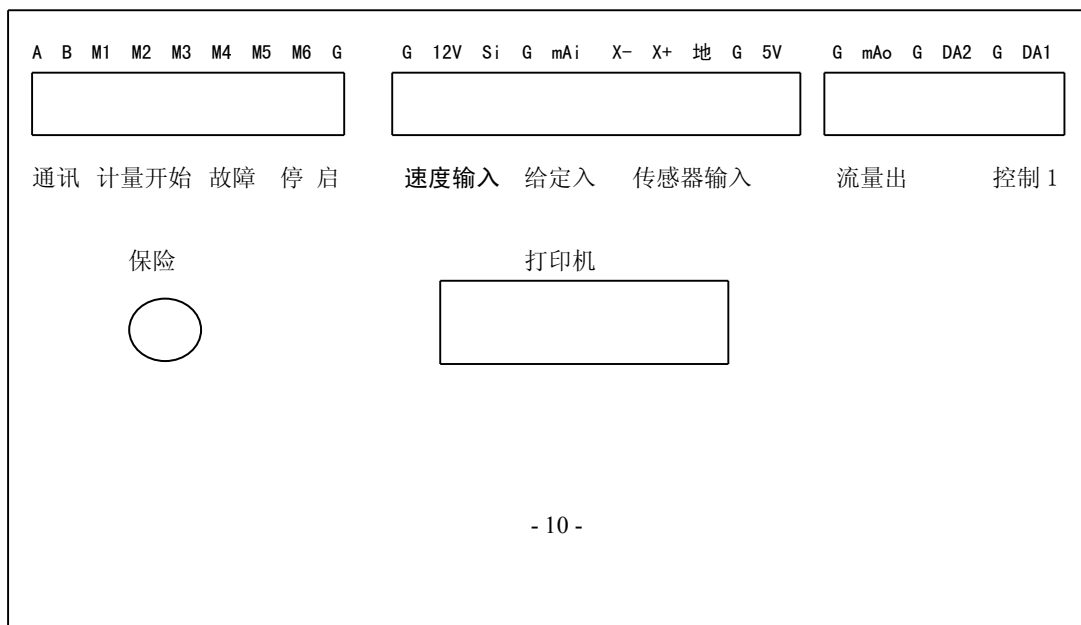 A B M1 M2 M3 M4 M5 M6 G G 12V Si G mAi X- X+ 地 G 5V G mAo G DA2 G DA1
通讯 计量开始 故障 停 启 速度输入 给定入 传感器输入 流量出 控制1
保险 打印机
- 10 -